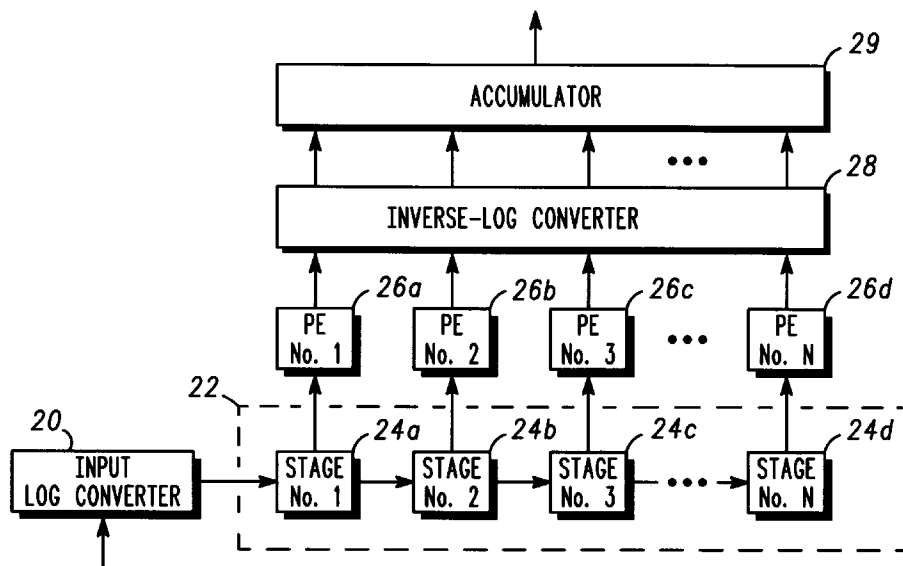 29
ACCUMULATOR
•••
28
INVERSE-LOG CONVERTER
26a
26b
26c
26d
PE
No. 1
PE
No. 2
PE
No. 3
•••
PE
No. N
22
20
24a
24b
24c
24d
INPUT
LOG CONVERTER
STAGE
No. 1
STAGE
No. 2
STAGE
No. 3
•••
STAGE
No. N